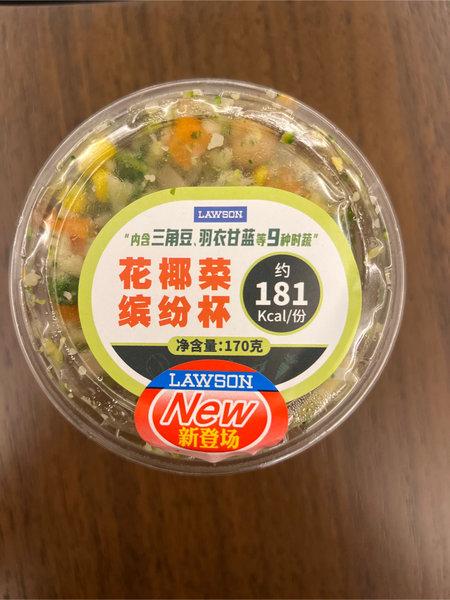 LAWSON
“内含三角豆、羽衣甘蓝等9种时蔬”
花椰菜
缤纷杯
约
181
Kcal/份
净含量:170克
LAWSON
New
新登场